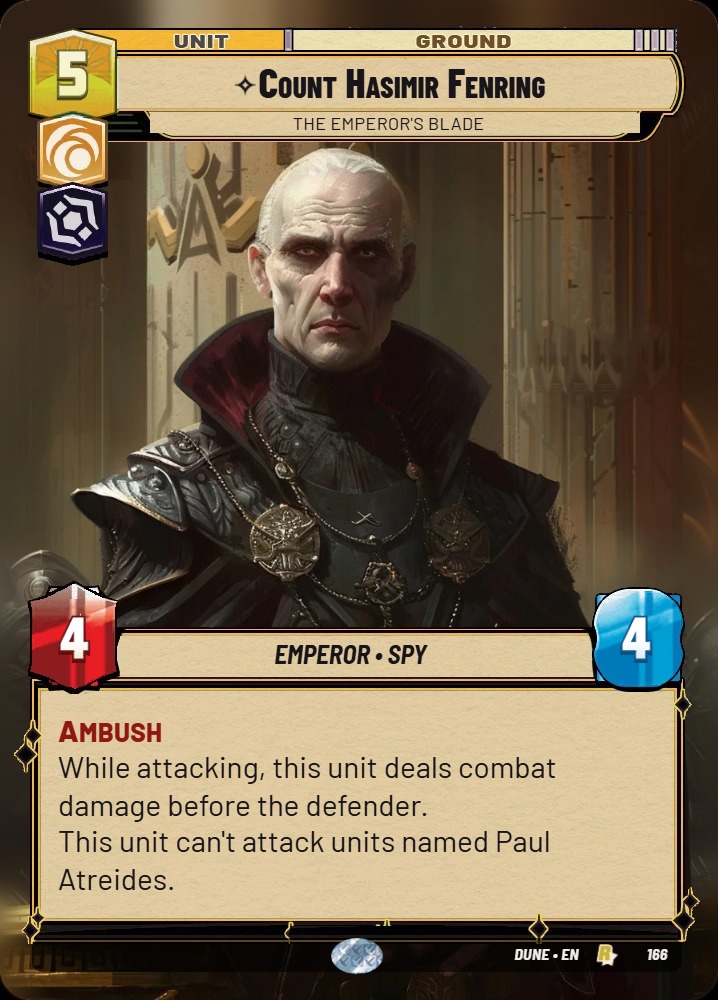 UNIT GROUND
5
✧COUNT HASIMIR FENRING
THE EMPEROR'S BLADE
4
EMPEROR • SPY
4
AMBUSH
While attacking, this unit deals combat
damage before the defender.
This unit can't attack units named Paul
Atreides.
DUNE • EN R 166